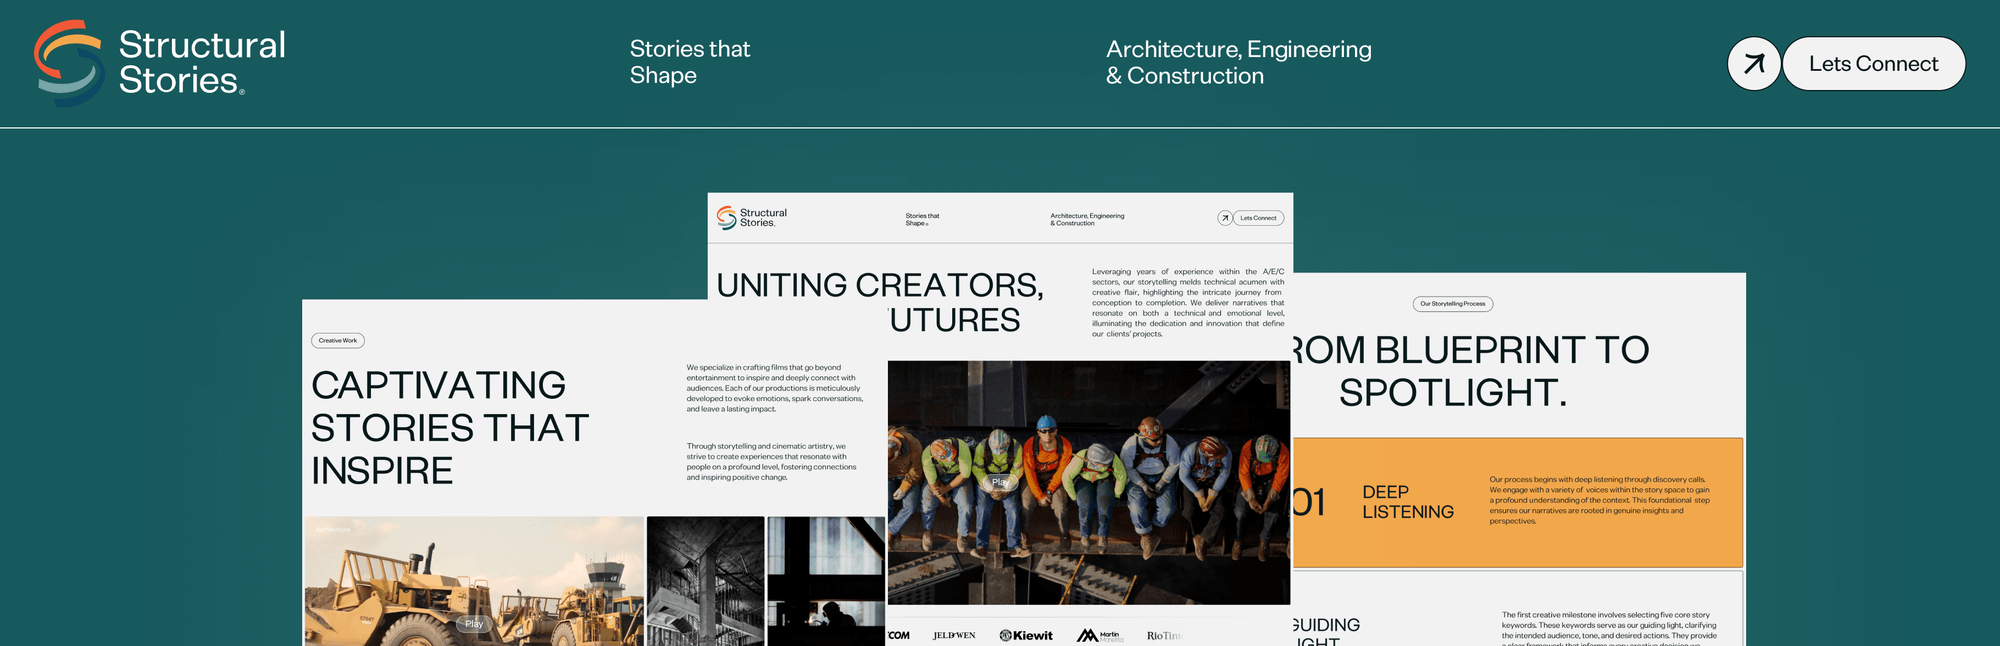 Structural
Stories®
Stories that
Shape
Architecture, Engineering
& Construction
Lets Connect
Structural
Stories.
Stories that
Shape
Architecture, Engineering
& Construction
Lets Connect
UNITING CREATORS,
UTURES
Leveraging years of experience within the A/E/C
sectors, our storytelling melds technical acumen with
creative flair, highlighting the intricate journey from
conception to completion. We deliver narratives that
resonate on both a technical and emotional level,
illuminating the dedication and innovation that define
our clients' projects.
Play
COM
JELD-WEN
Kiewit
Martin
Marietta
RioTin
Creative Work
CAPTIVATING
STORIES THAT
INSPIRE
We specialize in crafting films that go beyond
entertainment to inspire and deeply connect with
audiences. Each of our productions is meticulously
developed to evoke emotions, spark conversations,
and leave a lasting impact.
Through storytelling and cinematic artistry, we
strive to create experiences that resonate with
people on a profound level, fostering connections
and inspiring positive change.
Play
Our Storytelling Process
ROM BLUEPRINT TO
SPOTLIGHT.
01
DEEP
LISTENING
Our process begins with deep listening through discovery calls.
We engage with a variety of voices within the story space to gain
a profound understanding of the context. This foundational step
ensures our narratives are rooted in genuine insights and
perspectives.
GUIDING
IGHT
The first creative milestone involves selecting five core story
keywords. These keywords serve as our guiding light, clarifying
the intended audience, tone, and desired actions. They provide
a clear framework that informs every creative decision we